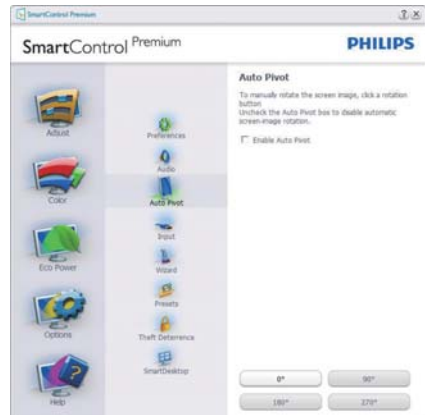 SmartControl Premium
SmartControl Premium
PHILIPS
Adjust
Color
Eco Power
Options
Help
Preferences
Audio
Auto Pivot
Input
Wizard
Presets
Theft Deterrence
SmartDesktop
Auto Pivot
To manually rotate the screen image, click a rotation
button
Uncheck the Auto Pivot box to disable automatic
screen-image rotation.
Enable Auto Pivot
0°
90°
180°
270°